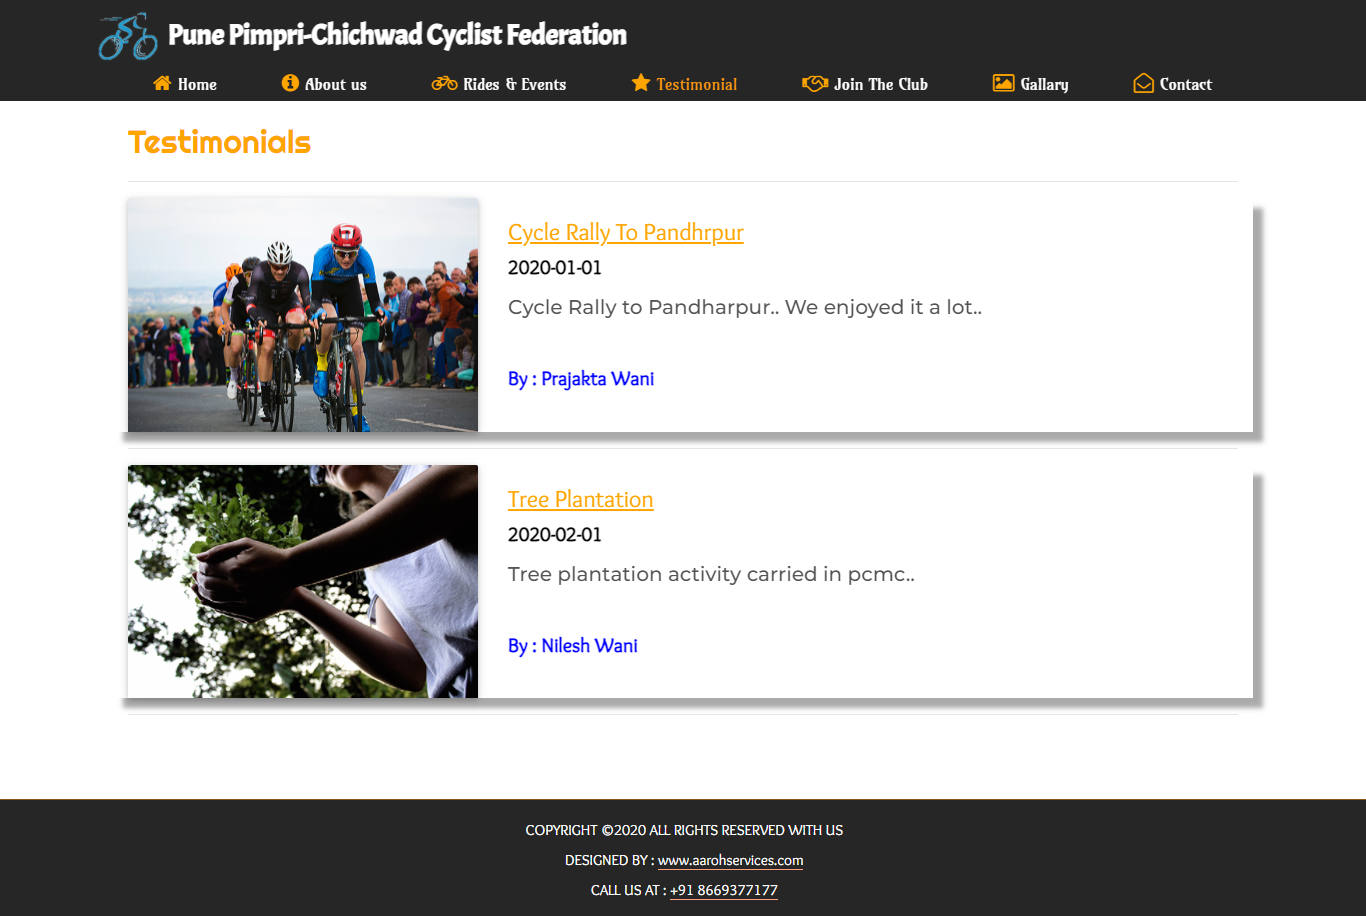 Pune Pimpri-Chichwad Cyclist Federation
Home About us Rides & Events Testimonial Join The Club Gallary Contact
Testimonials
Cycle Rally To Pandhrpur
2020-01-01
Cycle Rally to Pandharpur.. We enjoyed it a lot..
By : Prajakta Wani
Tree Plantation
2020-02-01
Tree plantation activity carried in pcmc..
By : Nilesh Wani
COPYRIGHT ©2020 ALL RIGHTS RESERVED WITH US
DESIGNED BY : www.aarohservices.com
CALL US AT : +91 8669377177